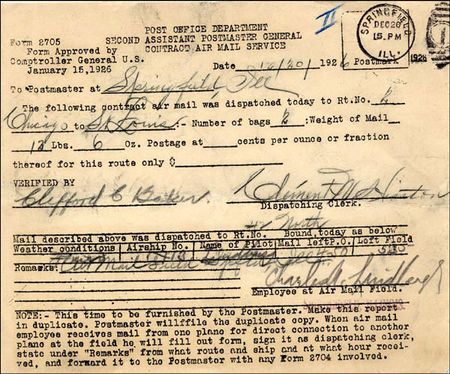 II
POST OFFICE DEPARTMENT
Form 2705 SECOND ASSISTANT POSTMASTER GENERAL
Form Approved by CONTRACT AIR MAIL SERVICE
Comptroller General U.S.
January 15,1926 Date 12/20/ 1926 Postmark
SPRINGFIELD
DEC 20
5 PM
1926
ILL.
To Postmaster at Springfield, Ill
The following contract air mail was dispatched today to Rt.No. 2
Chicago to St Louis :- Number of bags 2 :Weight of Mail
12 Lbs. 6 Oz. Postage at cents per ounce or fraction
thereof for this route only $
VERIFIED BY
Clifford C Baker.
Dispatching Clerk.
North
Mail described above was dispatched to Rt.No. Bound,today as below
Weather conditions Airship No. Name of Pilot Mail left P.O. Left Field
Remarks: Air Mail Field
Charles A Lindbergh
Employee at Air Mail Field.
NOTE:- This time to be furnished by the Postmaster. Make this report
in duplicate. Postmaster will file the duplicate copy. When air mail
employee receives mail from one plane for direct connection to another
plane at the field he will fill out form, sign it as dispatching clerk,
state under "Remarks" from what route and ship and at what hour recei-
ved, and forward it to the Postmaster with any Form 2704 involved.